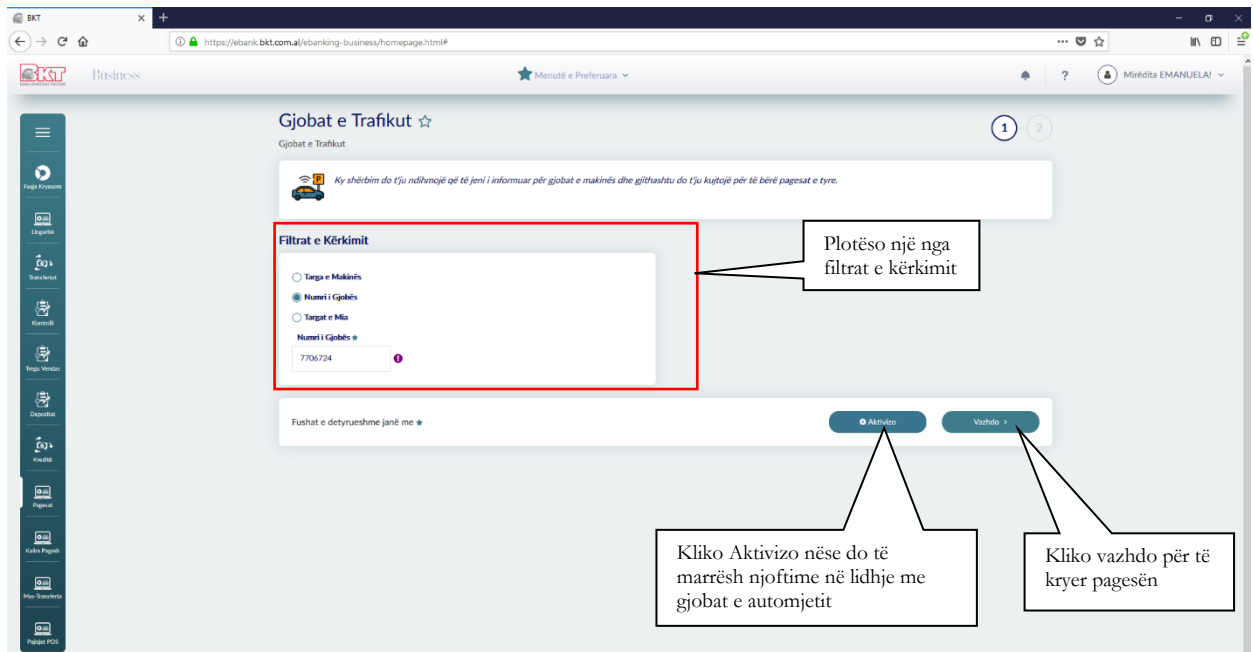 BKT
https://ebank.bkt.com.al/ebanking-business/homepage.html#
BKT
Business
Menutë e Preferuara
?
Mirëdita EMANUELA!
Gjobat e Trafikut
Gjobat e Trafikut
1
2
Ky shërbim do t'ju ndihmojë që të jeni i informuar për gjobat e makinës dhe gjithashtu do t'ju kujtojë për të bërë pagesat e tyre.
Filtrat e Kërkimit
Targa e Makinës
Numri i Gjobës
Targat e Mia
Numri i Gjobës
7706724
Plotëso një nga
filtrat e kërkimit
Fushat e detyrueshme janë me
Aktivizo
Vazhdo
Kliko Aktivizo nëse do të
marrësh njoftime në lidhje me
gjobat e automjetit
Kliko vazhdo për të
kryer pagesën
Faqja Kryesore
Llogaritë
Transfertat
Kontrolli
Tregu Vendas
Depozitat
Kreditë
Pagesat
Kalim Pagash
Mas-Transferta
Pajisjet POS